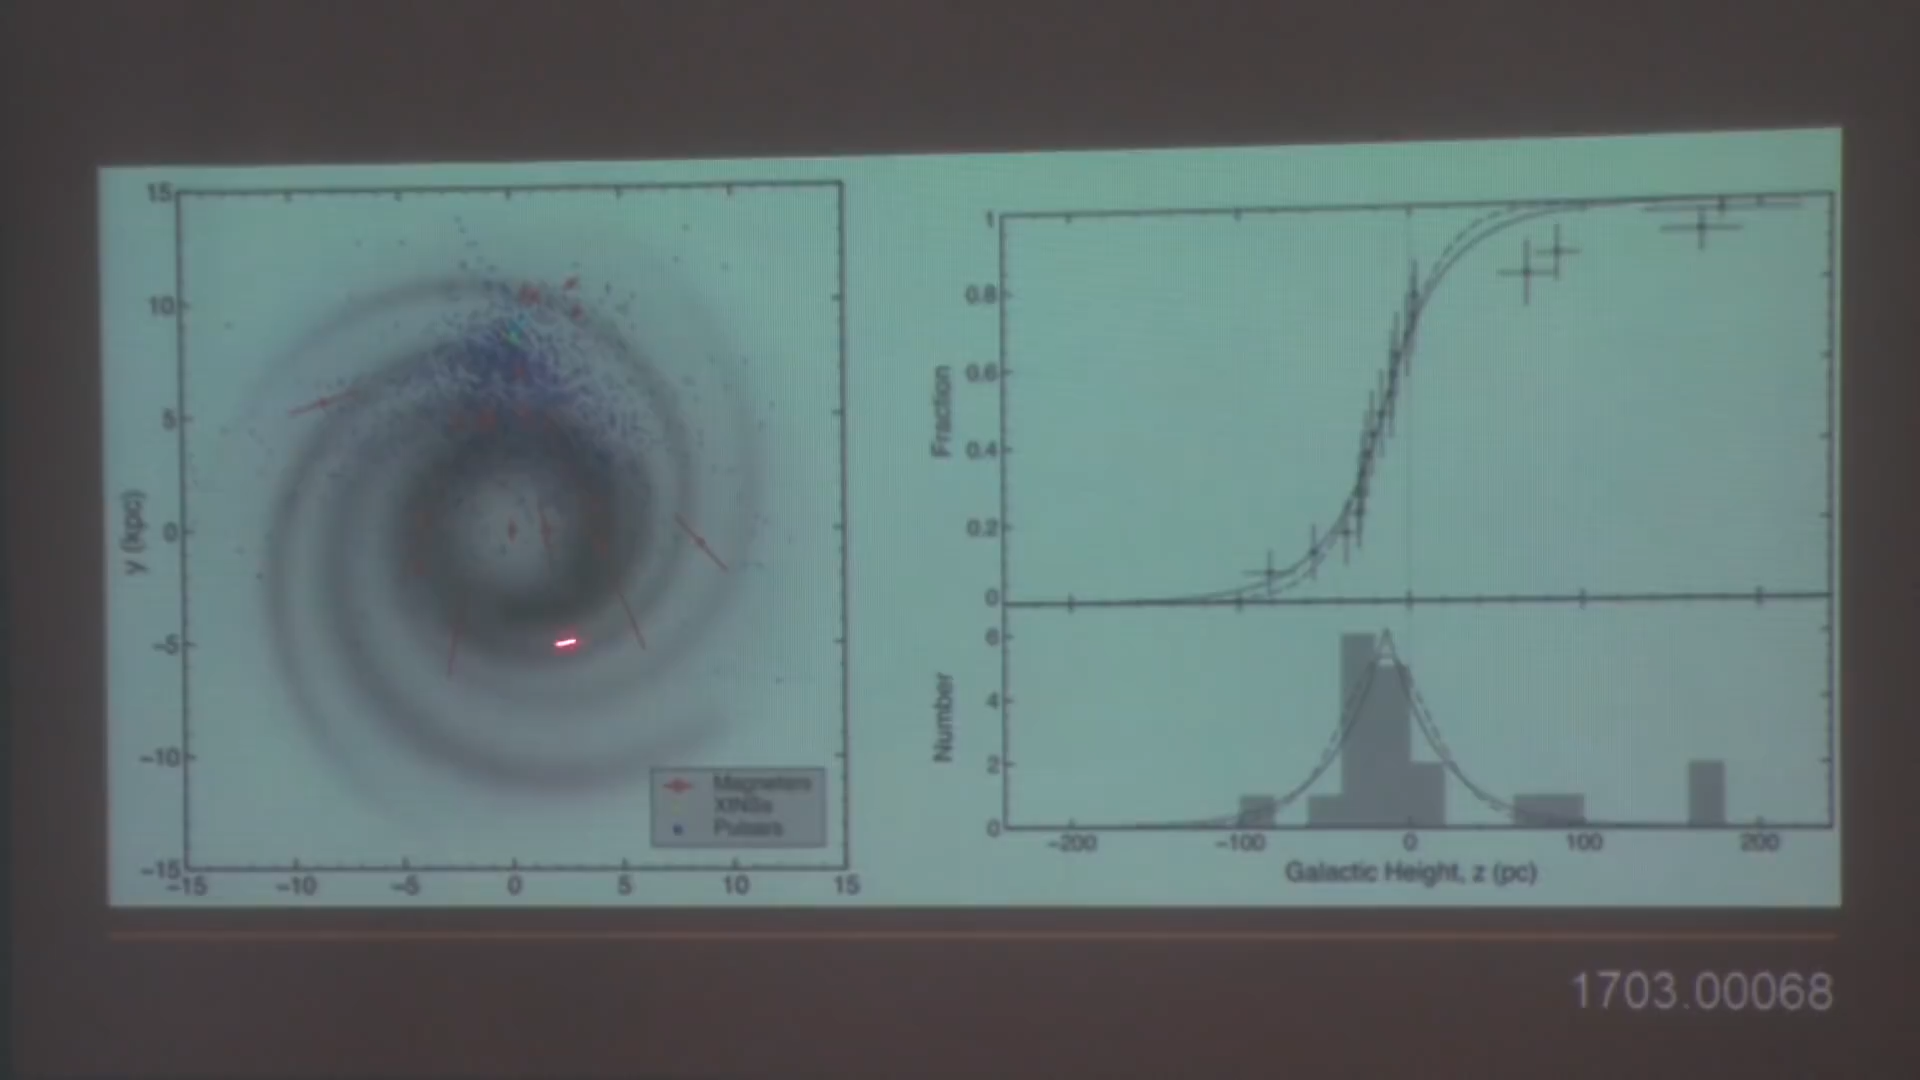 15
10
5
0
-5
-10
-15
y (kpc)
-15 -10 -5 0 5 10 15
Magnetars
XINSs
Pulsars
1
0.8
0.6
0.4
0.2
0
Fraction
6
4
2
0
Number
-200 -100 0 100 200
Galactic Height, z (pc)
1703.00068